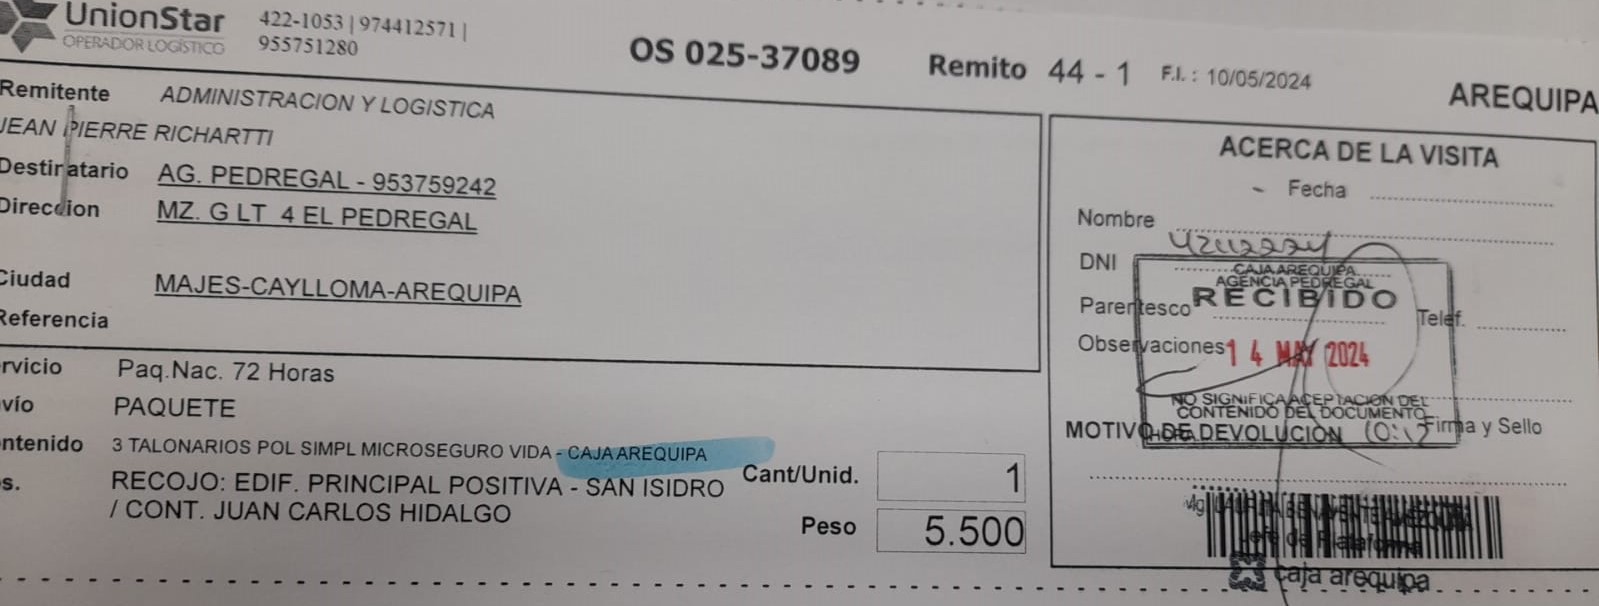 UnionStar
OPERADOR LOGÍSTICO
422-1053 | 974412571 |
955751280
OS 025-37089
Remito 44 - 1
F.I. : 10/05/2024
AREQUIPA
Remitente ADMINISTRACION Y LOGISTICA
JEAN PIERRE RICHARTTI
Destinatario AG. PEDREGAL - 953759242
Direccion MZ. G LT 4 EL PEDREGAL
Ciudad MAJES-CAYLLOMA-AREQUIPA
Referencia
rvicio Paq.Nac. 72 Horas
vío PAQUETE
ntenido 3 TALONARIOS POL SIMPL MICROSEGURO VIDA - CAJA AREQUIPA
s. RECOJO: EDIF. PRINCIPAL POSITIVA - SAN ISIDRO
/ CONT. JUAN CARLOS HIDALGO
Cant/Unid. 1
Peso 5.500
ACERCA DE LA VISITA
Fecha
Nombre
DNI
CAJA AREQUIPA
AGENCIA PEDREGAL
Parentesco RECIBIDO
Telef.
Observaciones 14 MAY 2024
NO SIGNIFICA ACEPTACION DEL
CONTENIDO DEL DOCUMENTO
Firma y Sello
MOTIVO DE DEVOLUCIÓN
Jefe de Plataforma
caja arequipa